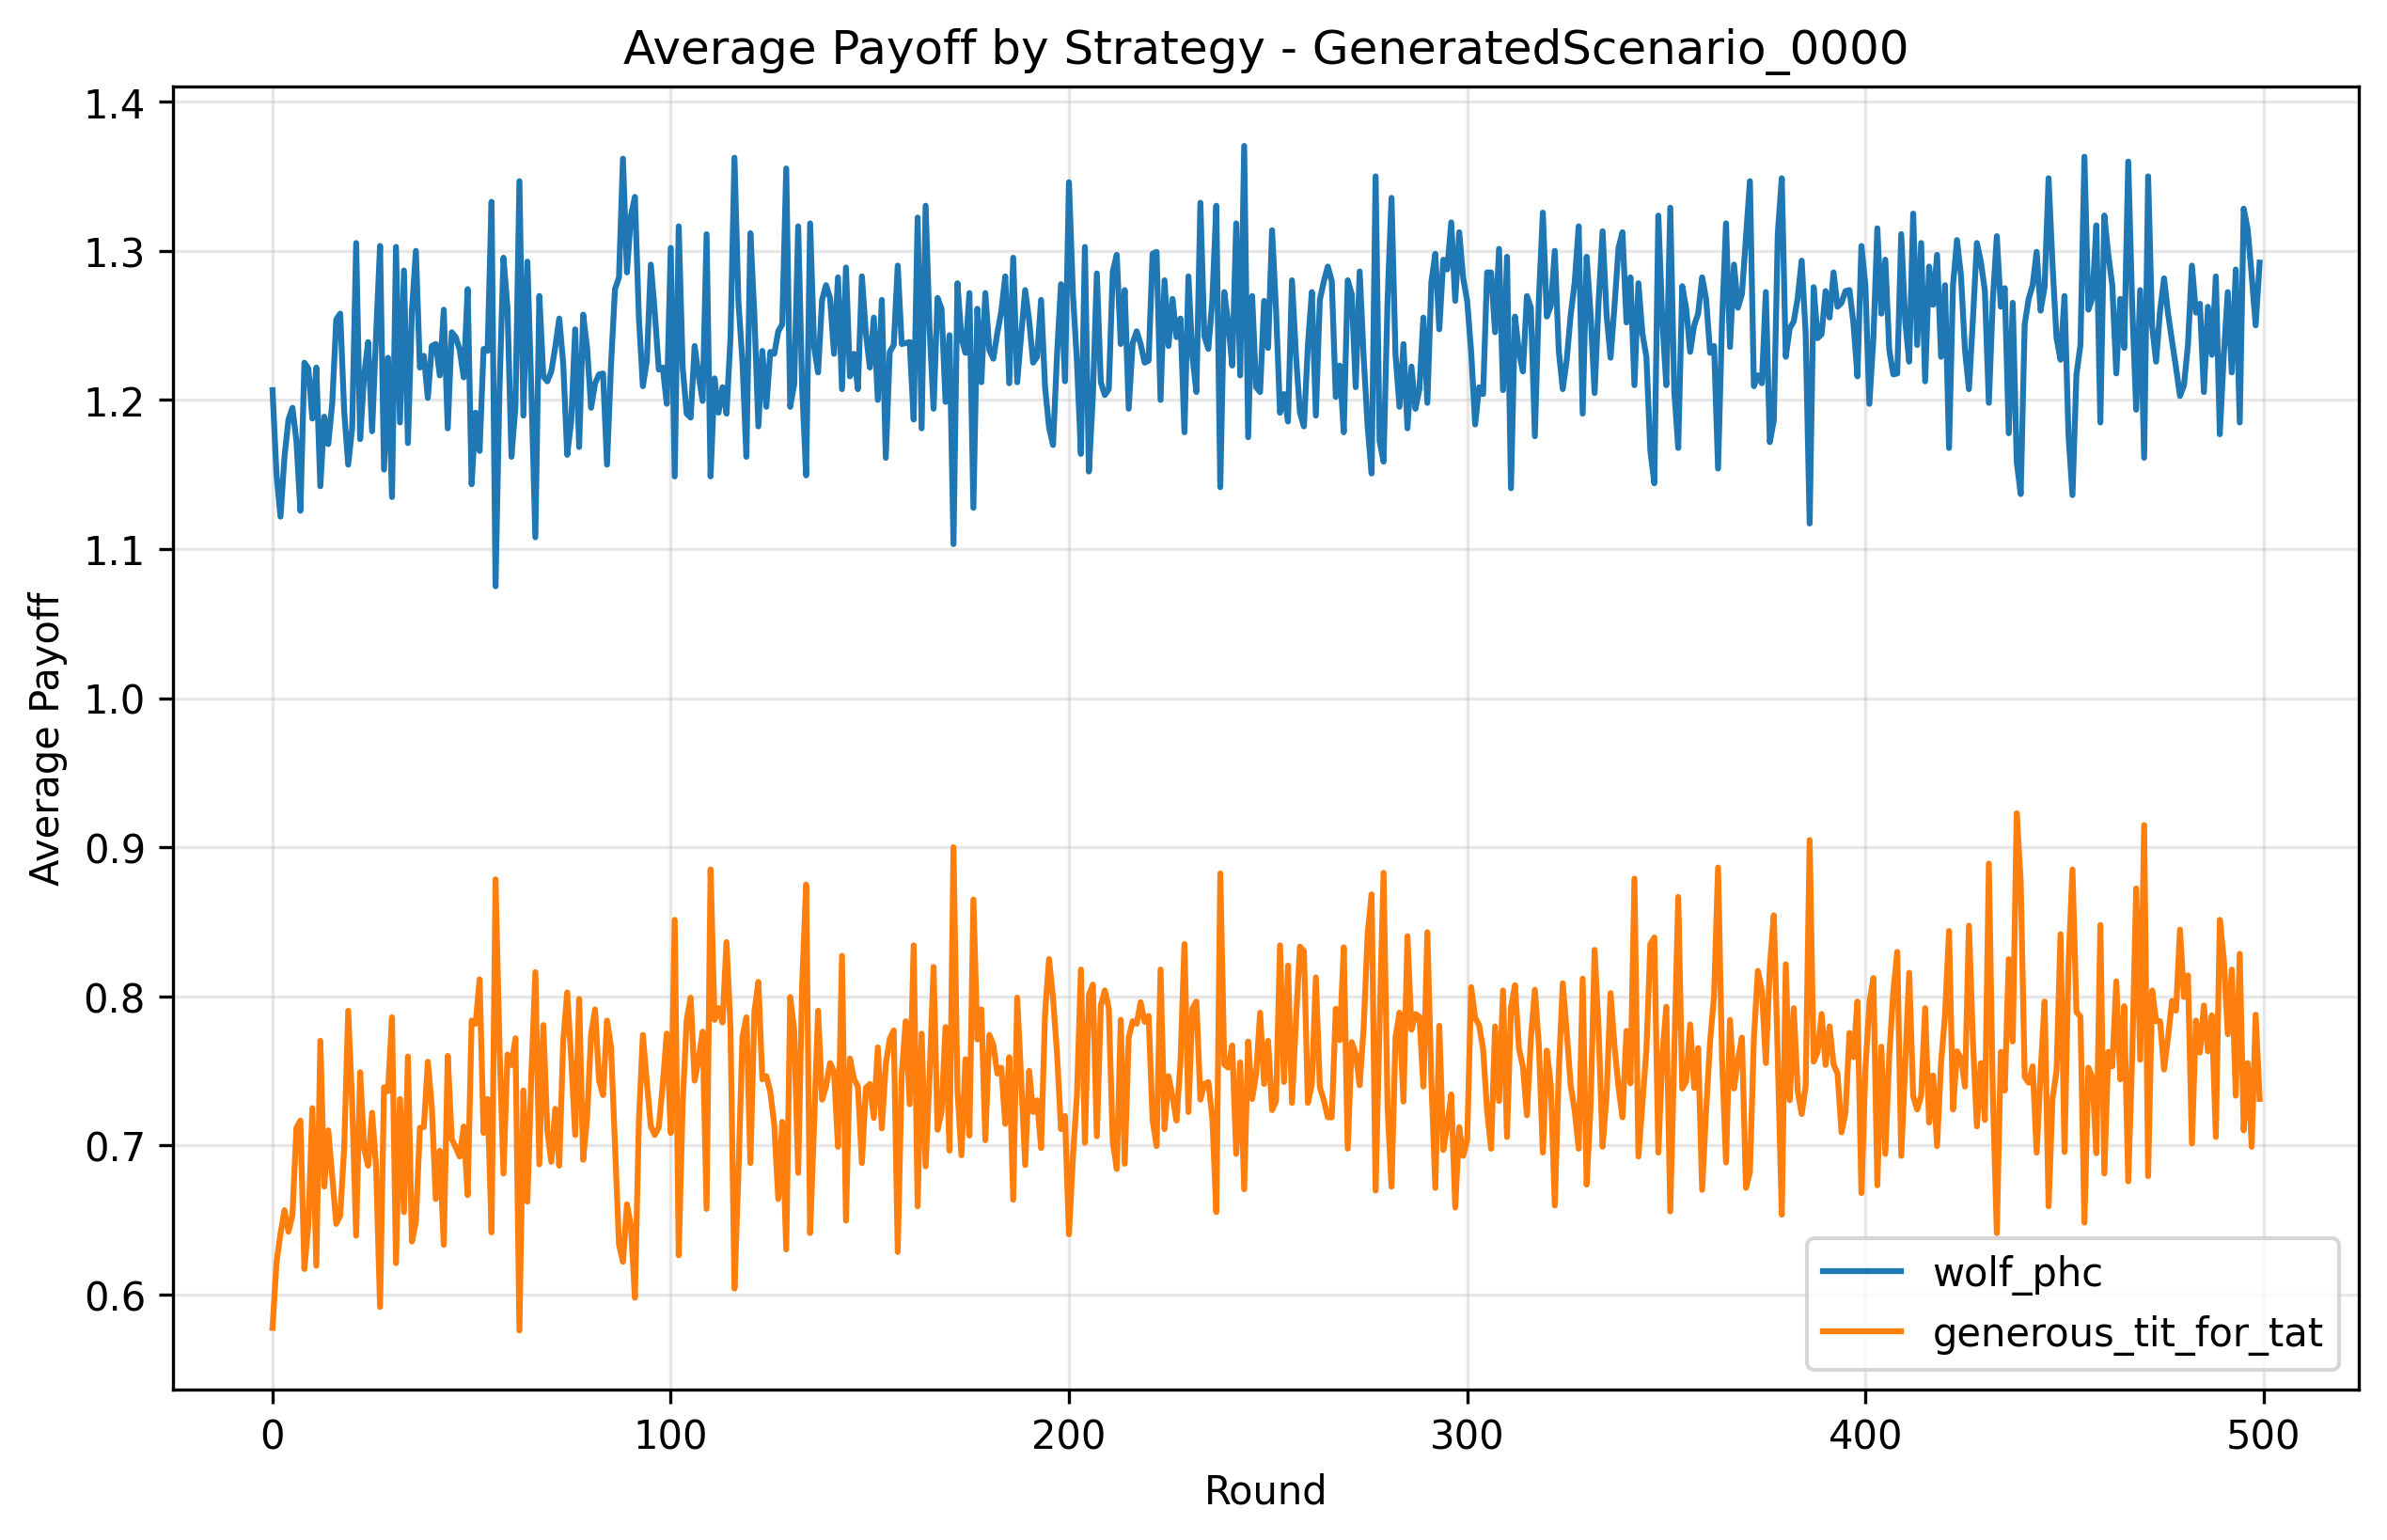 Average Payoff by Strategy - GeneratedScenario_0000
1.4
1.3
1.2
1.1
1.0
0.9
0.8
0.7
0.6
Average Payoff
wolf_phc
generous_tit_for_tat
0 100 200 300 400 500
Round